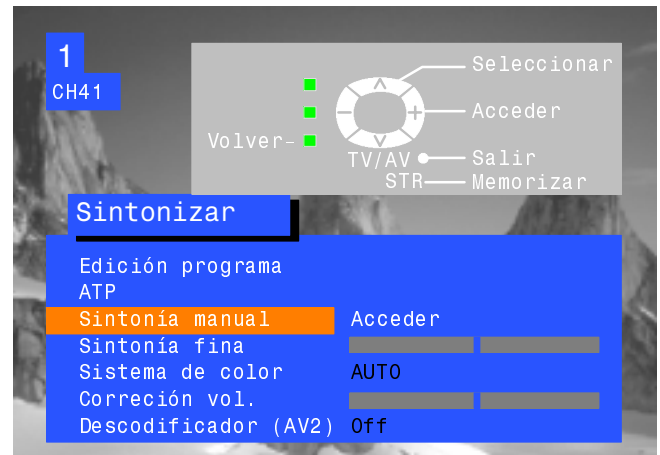 1
CH41
Seleccionar
Acceder
Volver
TV/AV Salir
STR Memorizar
Sintonizar
Edición programa
ATP
Sintonía manual Acceder
Sintonía fina
Sistema de color AUTO
Correción vol.
Descodificador (AV2) Off